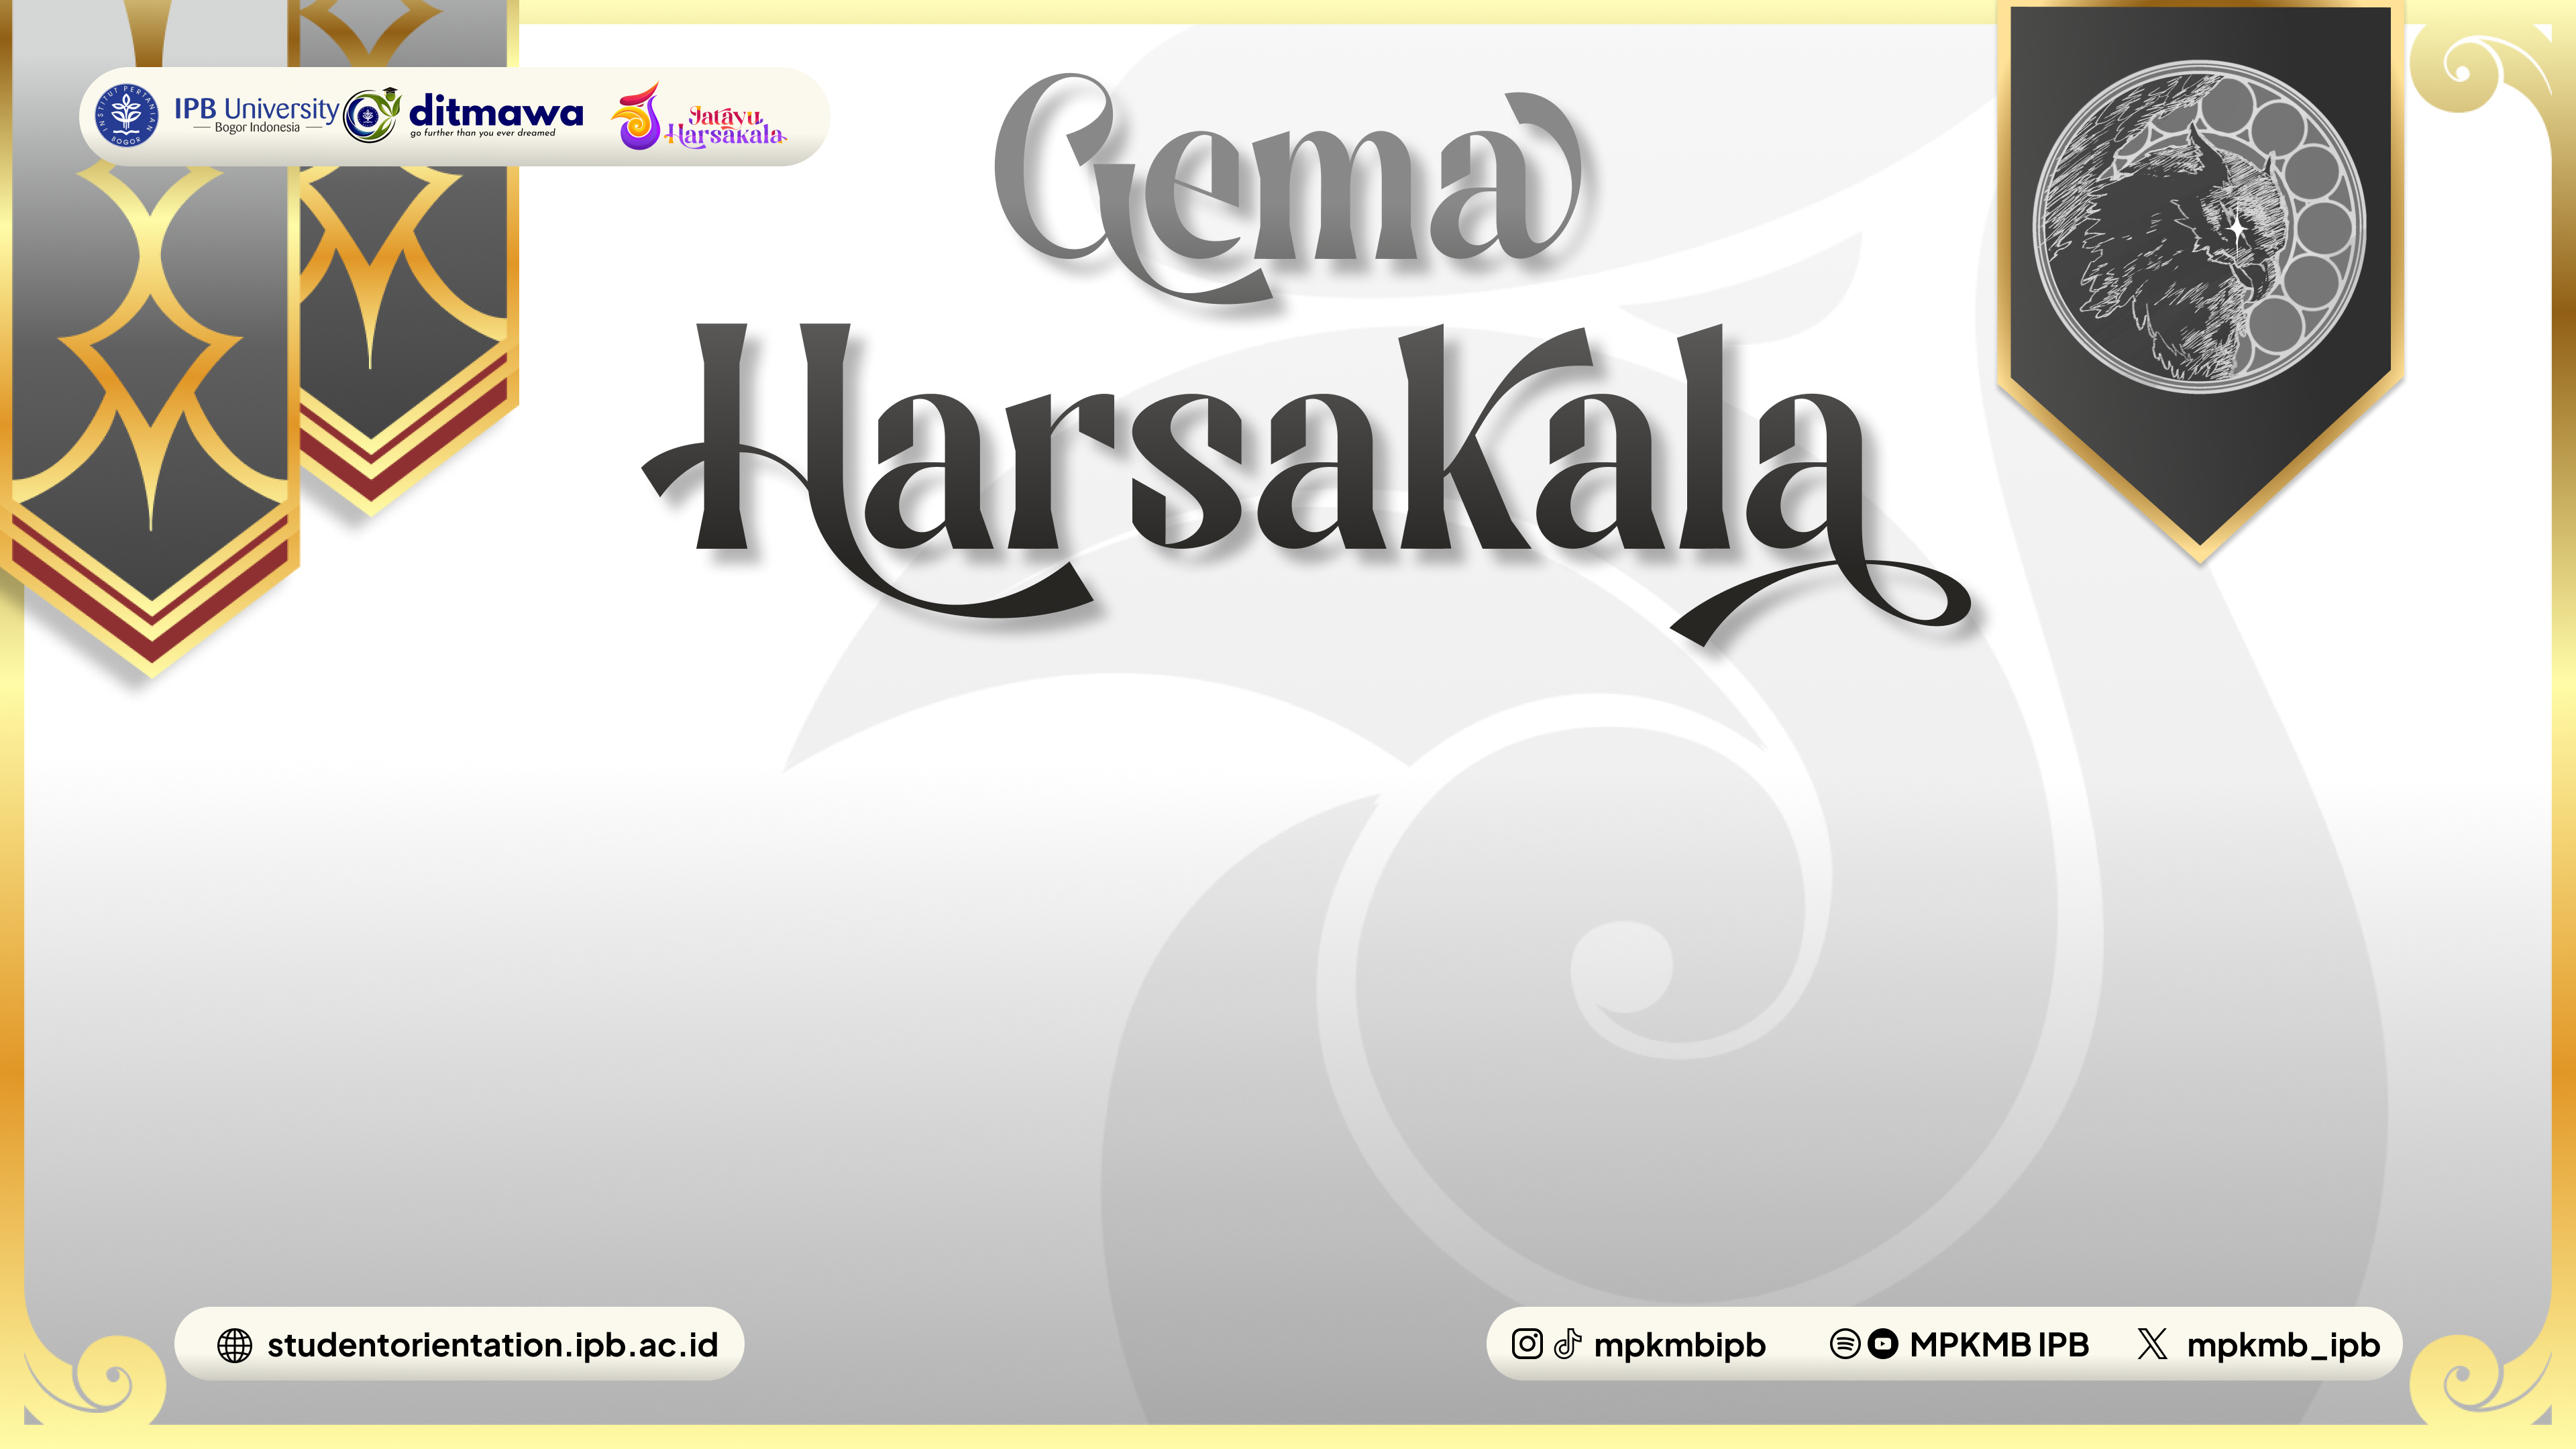 INSTITUT PERTANIAN BOGOR
IPB University
Bogor Indonesia
ditmawa
go further than you ever dreamed
Jatayu
Harsakala
Gema
Harsakala
studentorientation.ipb.ac.id
mpkmbipb
MPKMB IPB
mpkmb_ipb